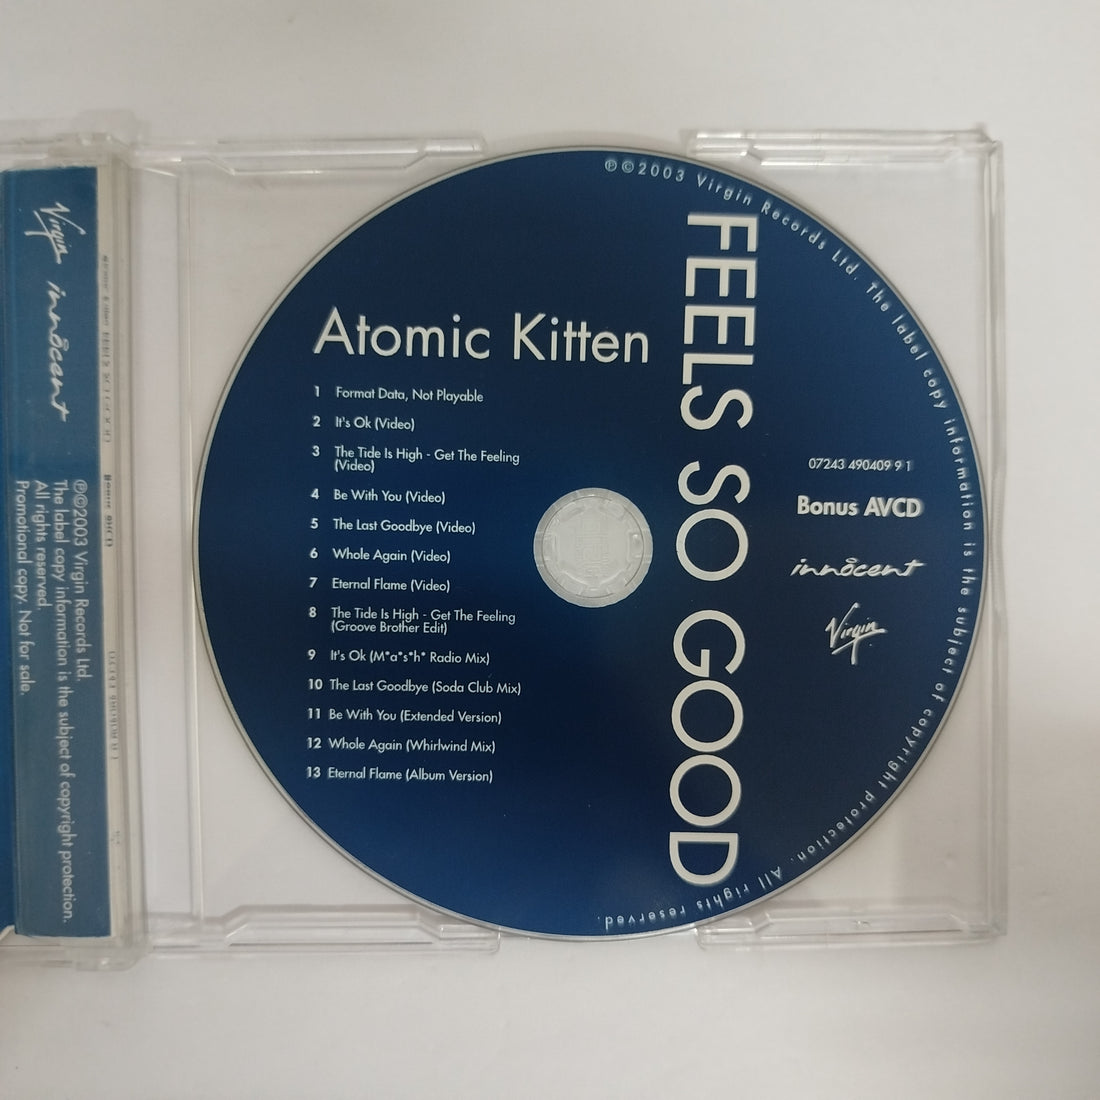 Virgin
innocent
℗©2003 Virgin Records Ltd.
The label copy information is the subject of copyright protection.
All rights reserved.
Promotional copy. Not for sale.
Atomic Kitten
1 Format Data, Not Playable
2 It's Ok (Video)
3 The Tide Is High - Get The Feeling
(Video)
4 Be With You (Video)
5 The Last Goodbye (Video)
6 Whole Again (Video)
7 Eternal Flame (Video)
8 The Tide Is High - Get The Feeling
(Groove Brother Edit)
9 It's Ok (M*a*s*h* Radio Mix)
10 The Last Goodbye (Soda Club Mix)
11 Be With You (Extended Version)
12 Whole Again (Whirlwind Mix)
13 Eternal Flame (Album Version)
FEELS SO GOOD
07243 490409 9 1
Bonus AVCD
innocent
Virgin
℗©2003 Virgin Records Ltd. The label copy information is the subject of copyright protection. All rights reserved.